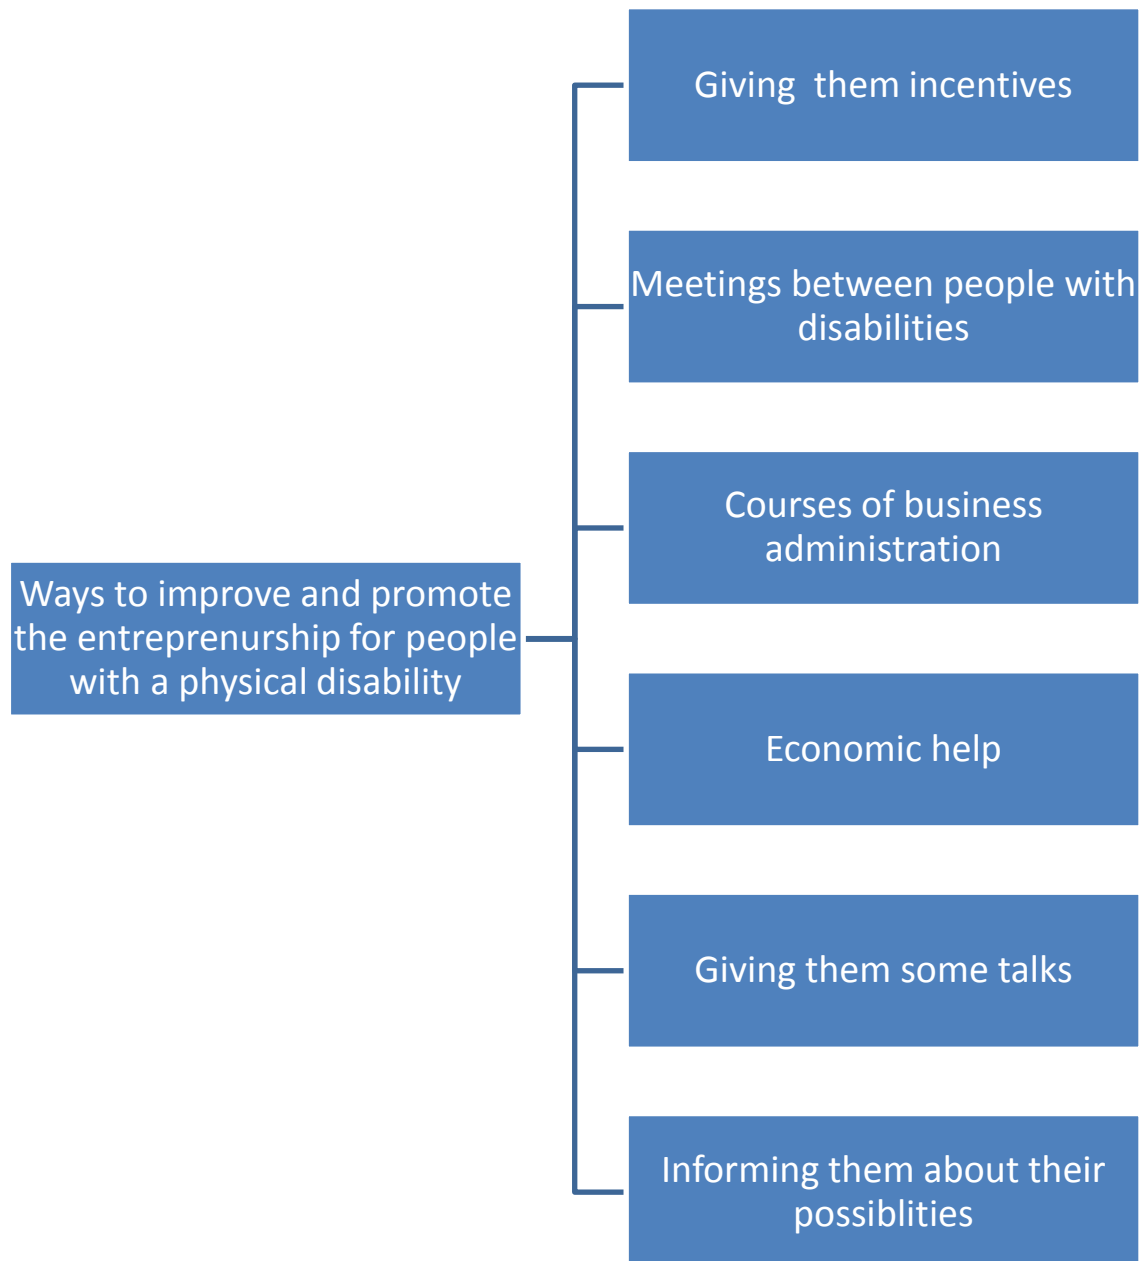 Giving  them incentives
Meetings between people with
disabilities
Courses of business
administration
Ways to improve and promote
the entreprenurship for people
with a physical disability
Economic help
Giving them some talks
Informing them about their
possiblities